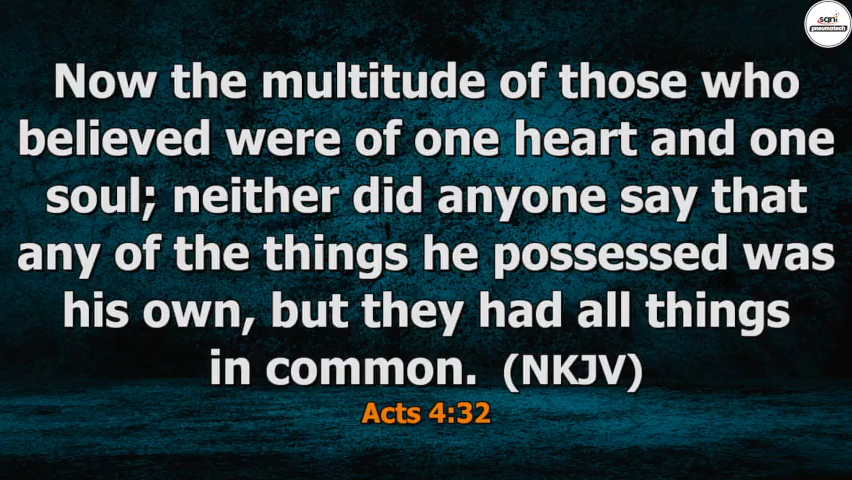 sgni
pneumatech
Now the multitude of those who
believed were of one heart and one
soul; neither did anyone say that
any of the things he possessed was
his own, but they had all things
in common. (NKJV)
Acts 4:32